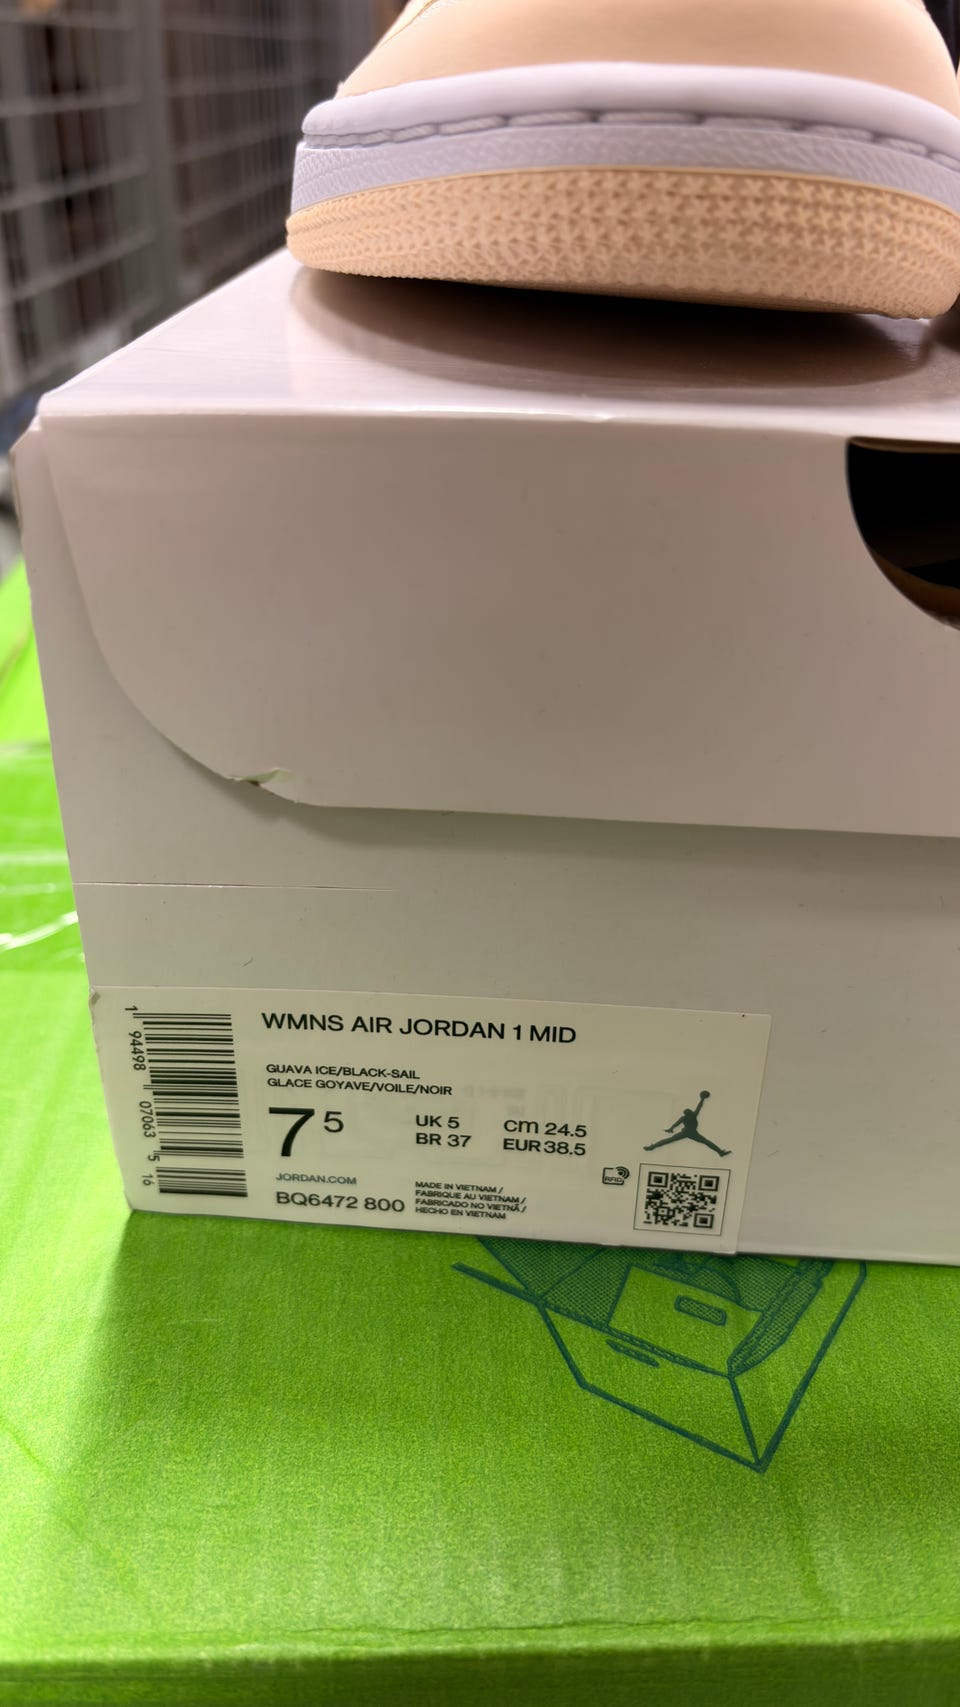 WMNS AIR JORDAN 1 MID
GUAVA ICE/BLACK-SAIL
GLACE GOYAVE/VOILE/NOIR
7 5
UK 5
BR 37
cm 24.5
EUR 38.5
JORDAN.COM
BQ6472 800
MADE IN VIETNAM /
FABRIQUE AU VIETNAM /
FABRICADO NO VIETNÃ /
HECHO EN VIETNAM
RFID
1 94498 07063 5 16